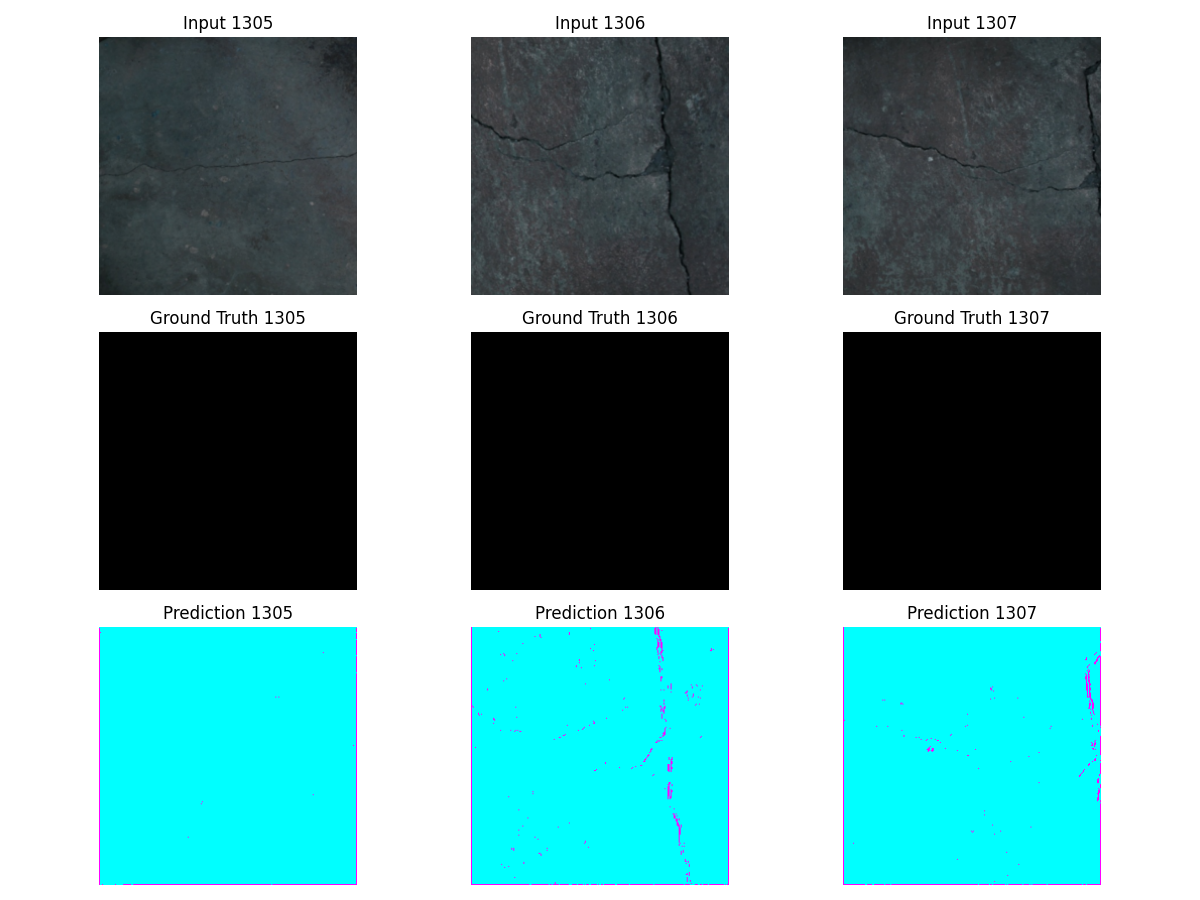 Input 1305
Input 1306
Input 1307
Ground Truth 1305
Ground Truth 1306
Ground Truth 1307
Prediction 1305
Prediction 1306
Prediction 1307